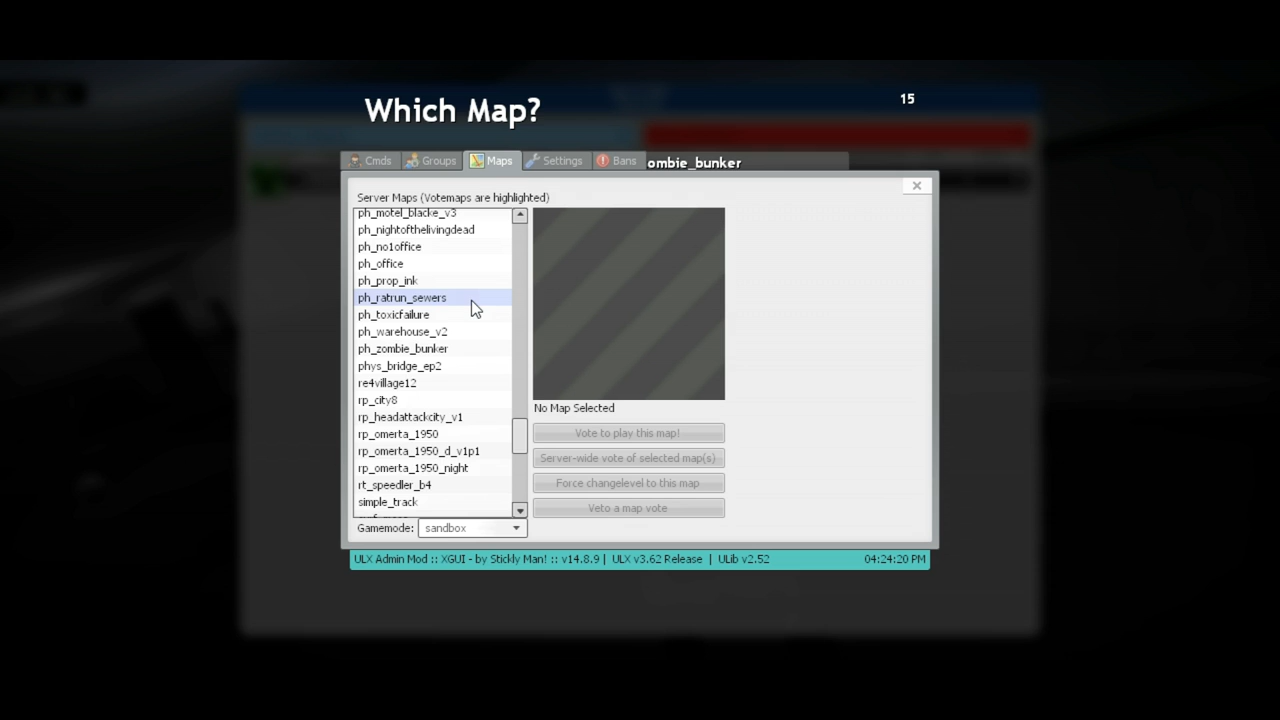 Which Map?
15
Cmds
Groups
Maps
Settings
Bans
ombie_bunker
Server Maps (Votemaps are highlighted)
ph_motel_blacke_v3
ph_nightofthelivingdead
ph_no1office
ph_office
ph_prop_ink
ph_ratrun_sewers
ph_toxicfailure
ph_warehouse_v2
ph_zombie_bunker
phys_bridge_ep2
re4village12
rp_city8
rp_headattackcity_v1
rp_omerta_1950
rp_omerta_1950_d_v1p1
rp_omerta_1950_night
rt_speedler_b4
simple_track
No Map Selected
Vote to play this map!
Server-wide vote of selected map(s)
Force changelevel to this map
Veto a map vote
Gamemode: sandbox
ULX Admin Mod :: XGUI - by Stickly Man! :: v14.8.9 | ULX v3.62 Release | ULib v2.52
04:24:20 PM